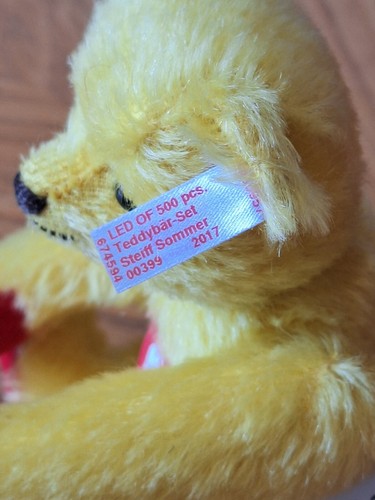 LED OF 500 pcs.
Teddybär-Set
Steiff Sommer
00399 2017
674594